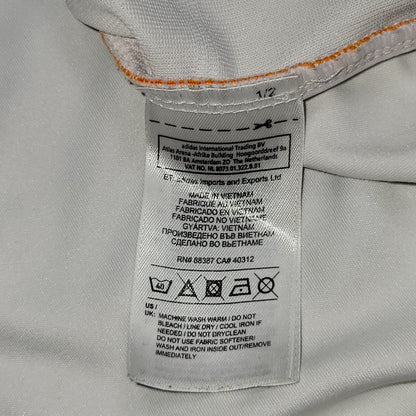 1/2
adidas International Trading BV
Atlas Arena -Afrika Building Hoogoorddreef 9a
1101 BA Amsterdam ZO The Netherlands
VAT NO. NL 8073.01.322.B.01
Imports and Exports Ltd
MADE IN VIETNAM
FABRIQUÉ AU VIETNAM
FABRICADO EN VIETNAM
FABRICADO NO VIETNAM
GYÁRTVA: VIETNAM
ПРОИЗВЕДЕНО ВЪВ ВИЕТНАМ
СДЕЛАНО ВО ВЬЕТНАМЕ
RN# 88387 CA# 40312
40
US /
UK: MACHINE WASH WARM / DO NOT
BLEACH / LINE DRY / COOL IRON IF
NEEDED / DO NOT DRYCLEAN
DO NOT USE FABRIC SOFTENER/
WASH AND IRON INSIDE OUT/REMOVE
IMMEDIATELY